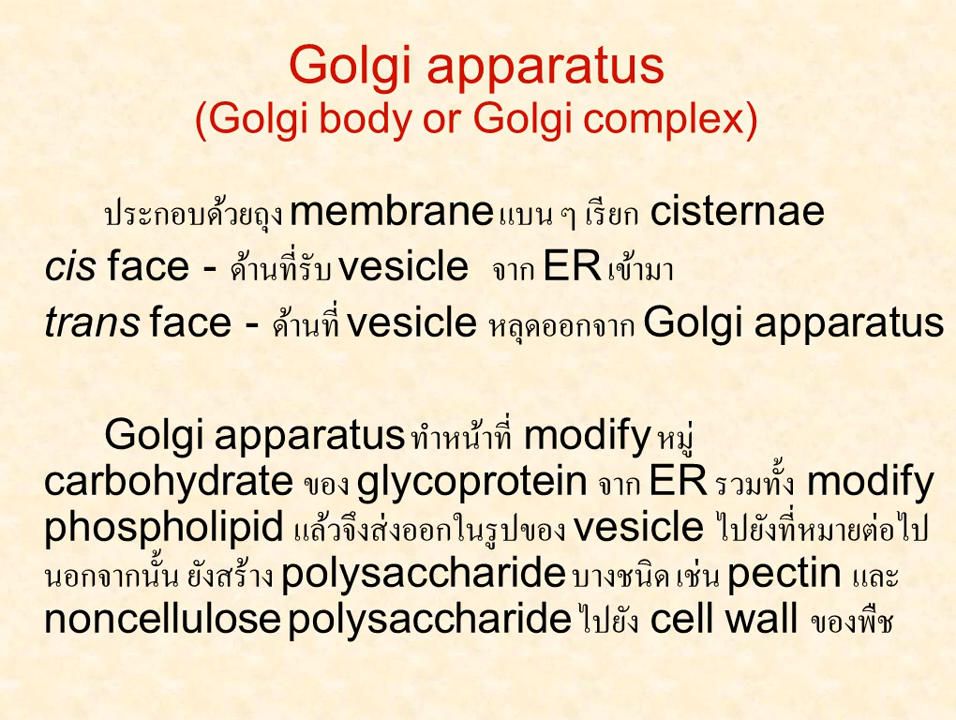 Golgi apparatus
(Golgi body or Golgi complex)
ประกอบด้วยถุง membrane แบน ๆ เรียก cisternae
cis face - ด้านที่รับ vesicle จาก ER เข้ามา
trans face - ด้านที่ vesicle หลุดออกจาก Golgi apparatus
Golgi apparatus ทำหน้าที่ modify หมู่
carbohydrate ของ glycoprotein จาก ER รวมทั้ง modify
phospholipid แล้วจึงส่งออกในรูปของ vesicle ไปยังที่หมายต่อไป
นอกจากนั้น ยังสร้าง polysaccharide บางชนิด เช่น pectin และ
noncellulose polysaccharide ไปยัง cell wall ของพืช